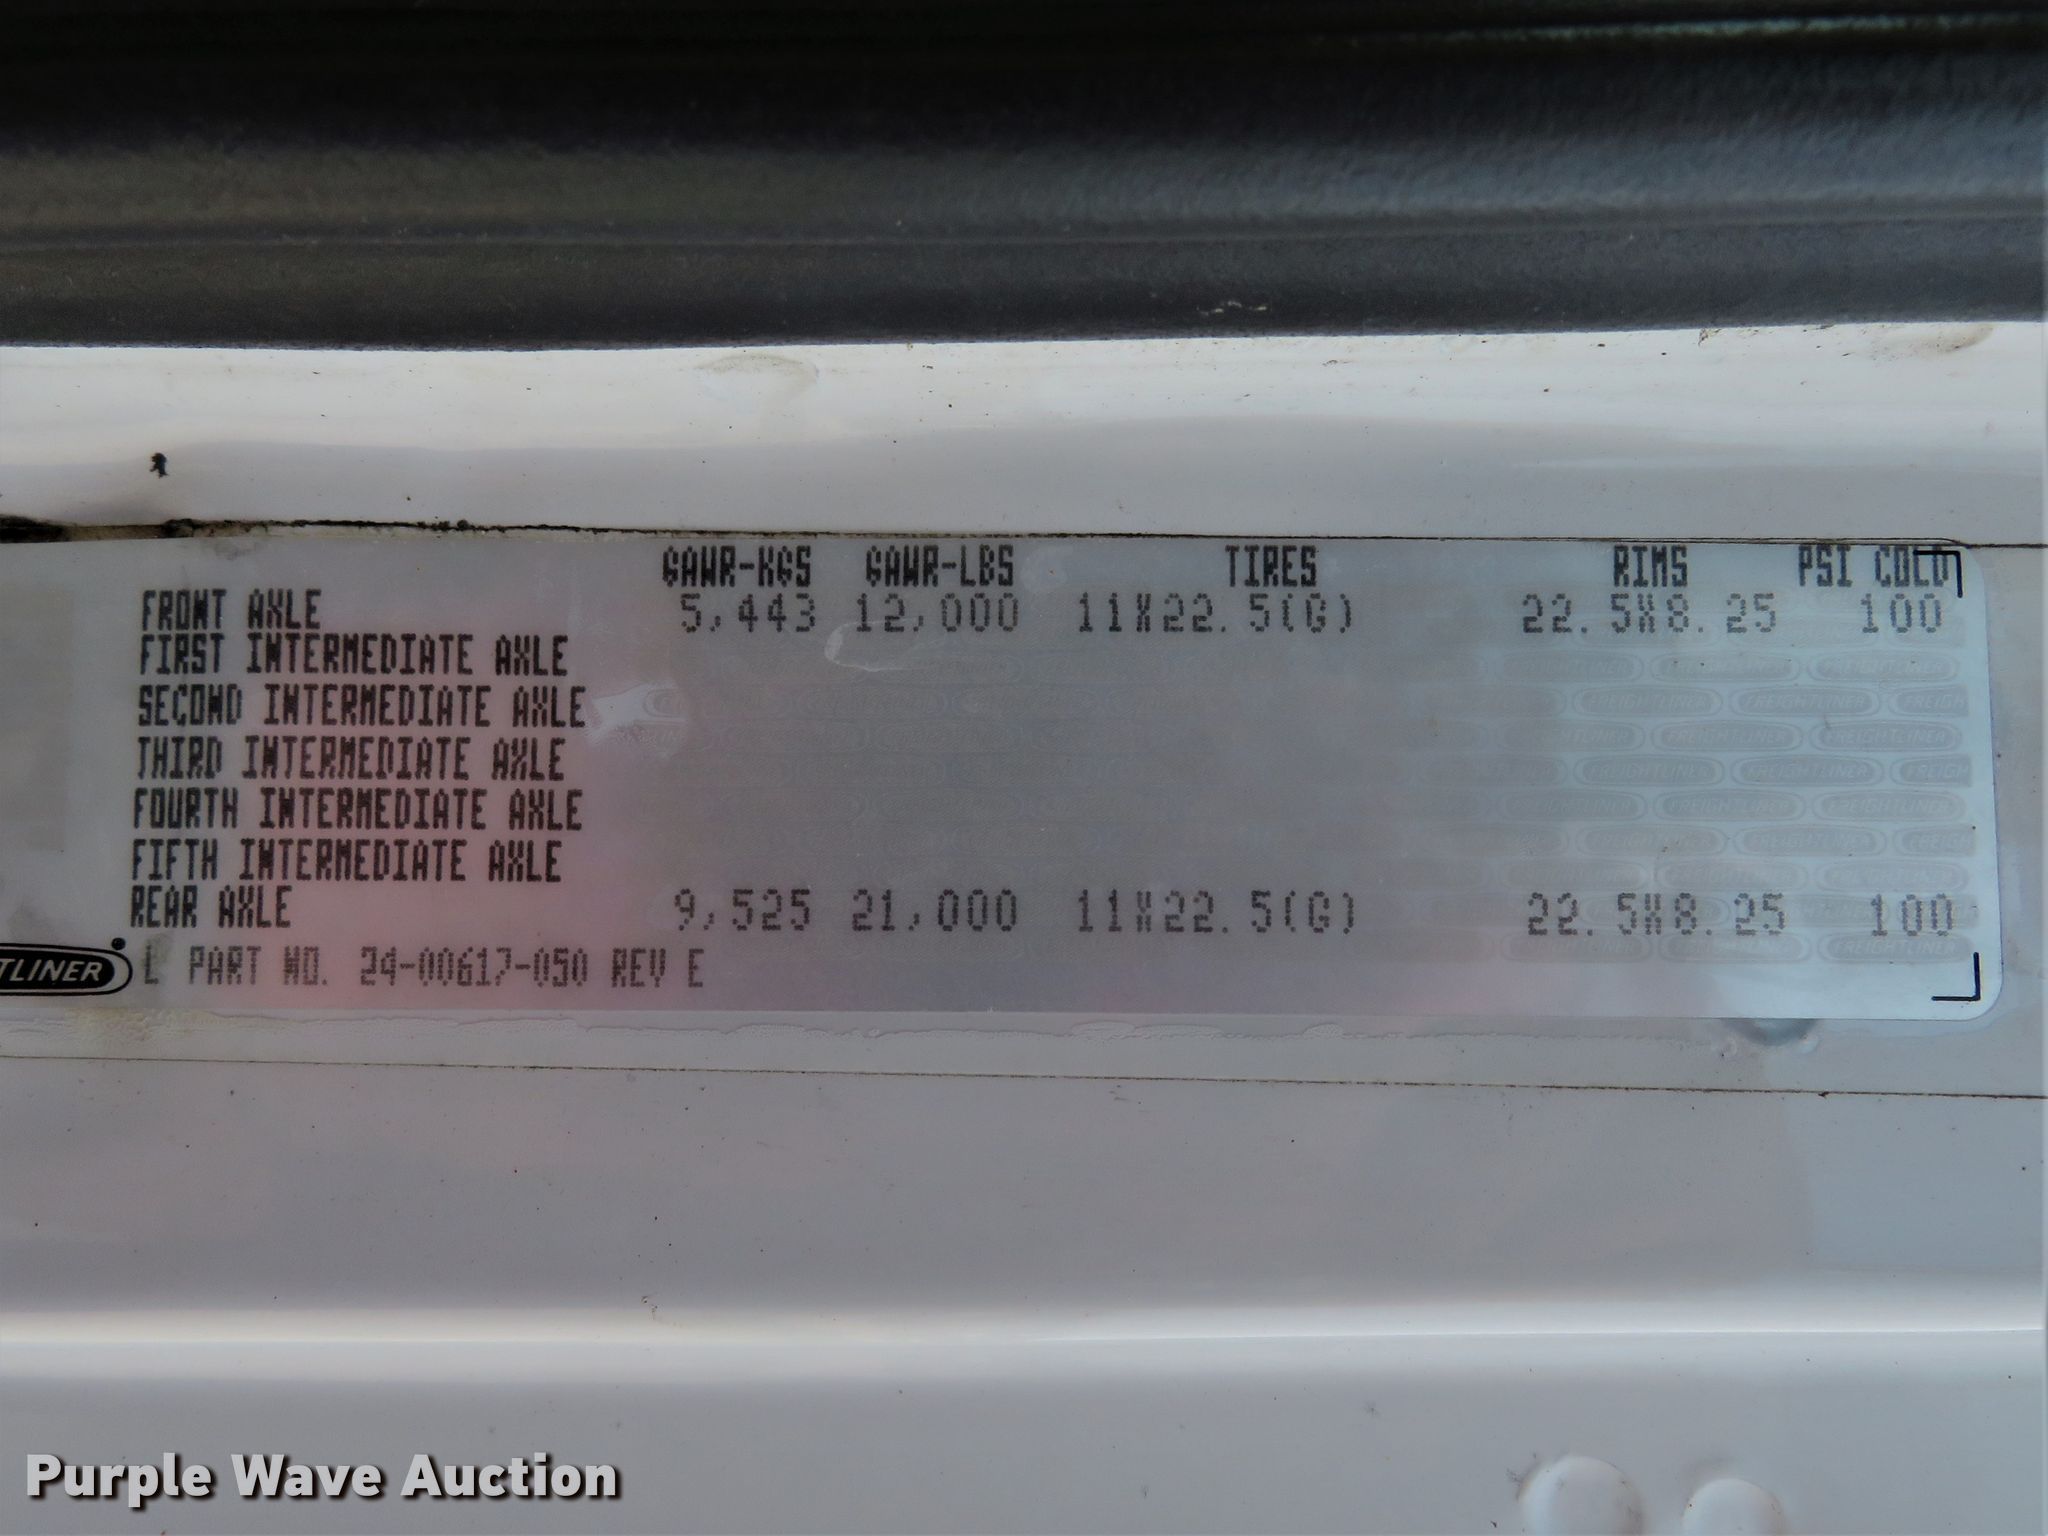 GAWR-KGS GAWR-LBS TIRES RIMS PSI COLD
FRONT AXLE 5,443 12,000 11X22.5(G) 22.5X8.25 100
FIRST INTERMEDIATE AXLE
SECOND INTERMEDIATE AXLE
THIRD INTERMEDIATE AXLE
FOURTH INTERMEDIATE AXLE
FIFTH INTERMEDIATE AXLE
REAR AXLE 9,525 21,000 11X22.5(G) 22.5X8.25 100
TLINER L PART NO. 24-00617-050 REV E
Purple Wave Auction